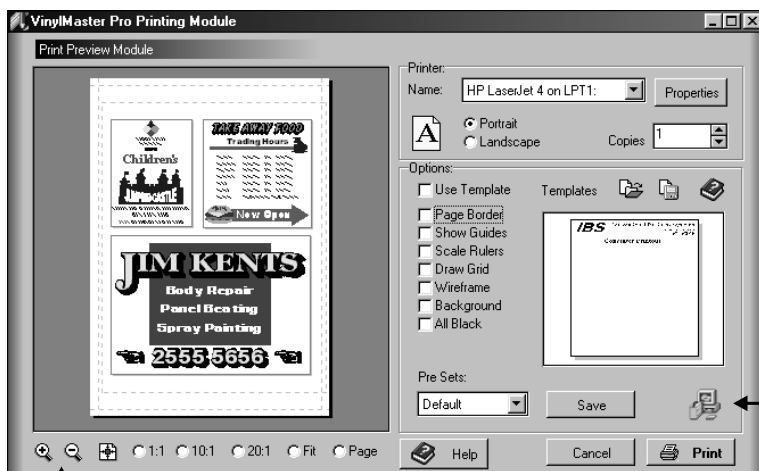 VinylMaster Pro Printing Module
Print Preview Module
Children's
TAKE AWAY FOOD
Trading Hours
Now Open
JIM KENTS
Body Repair
Panel Beating
Spray Painting
2555 5656
1:1
10:1
20:1
Fit
Page
Printer:
Name:
HP LaserJet 4 on LPT1:
Properties
A
Portrait
Landscape
Copies
1
Options:
Use Template
Templates
Page Border
Show Guides
Scale Rulers
Draw Grid
Wireframe
Background
All Black
IBS
Pre Sets:
Default
Save
Help
Cancel
Print